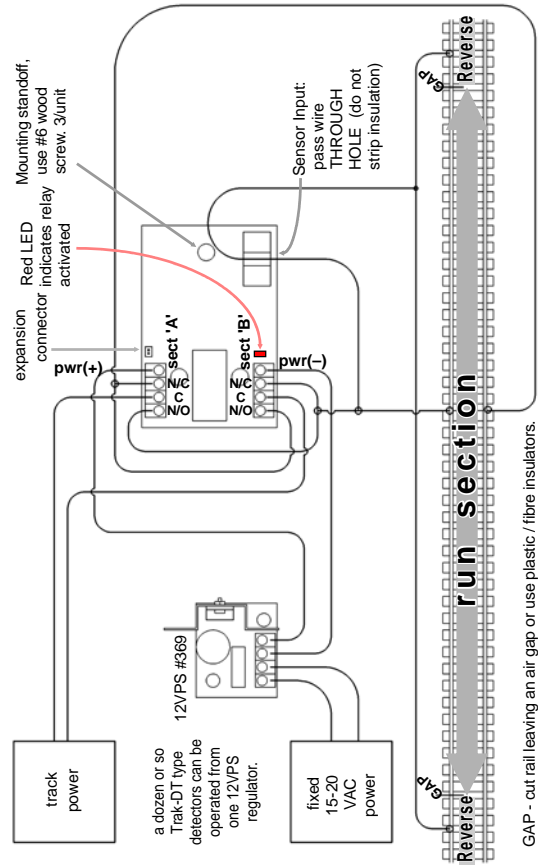 expansion
connector
Red LED
indicates relay
activated
Mounting standoff,
use #6 wood
screw. 3/unit
pwr(+)
sect 'A'
N/C
C
N/O
sect 'B'
pwr(–)
N/C
C
N/O
Sensor Input:
pass wire
THROUGH
HOLE (do not
strip insulation)
12VPS #369
track
power
a dozen or so
Trak-DT type
detectors can be
operated from
one 12VPS
regulator.
fixed
15-20
VAC
power
Reverse
GAP
run section
GAP
Reverse
GAP - cut rail leaving an air gap or use plastic / fibre insulators.